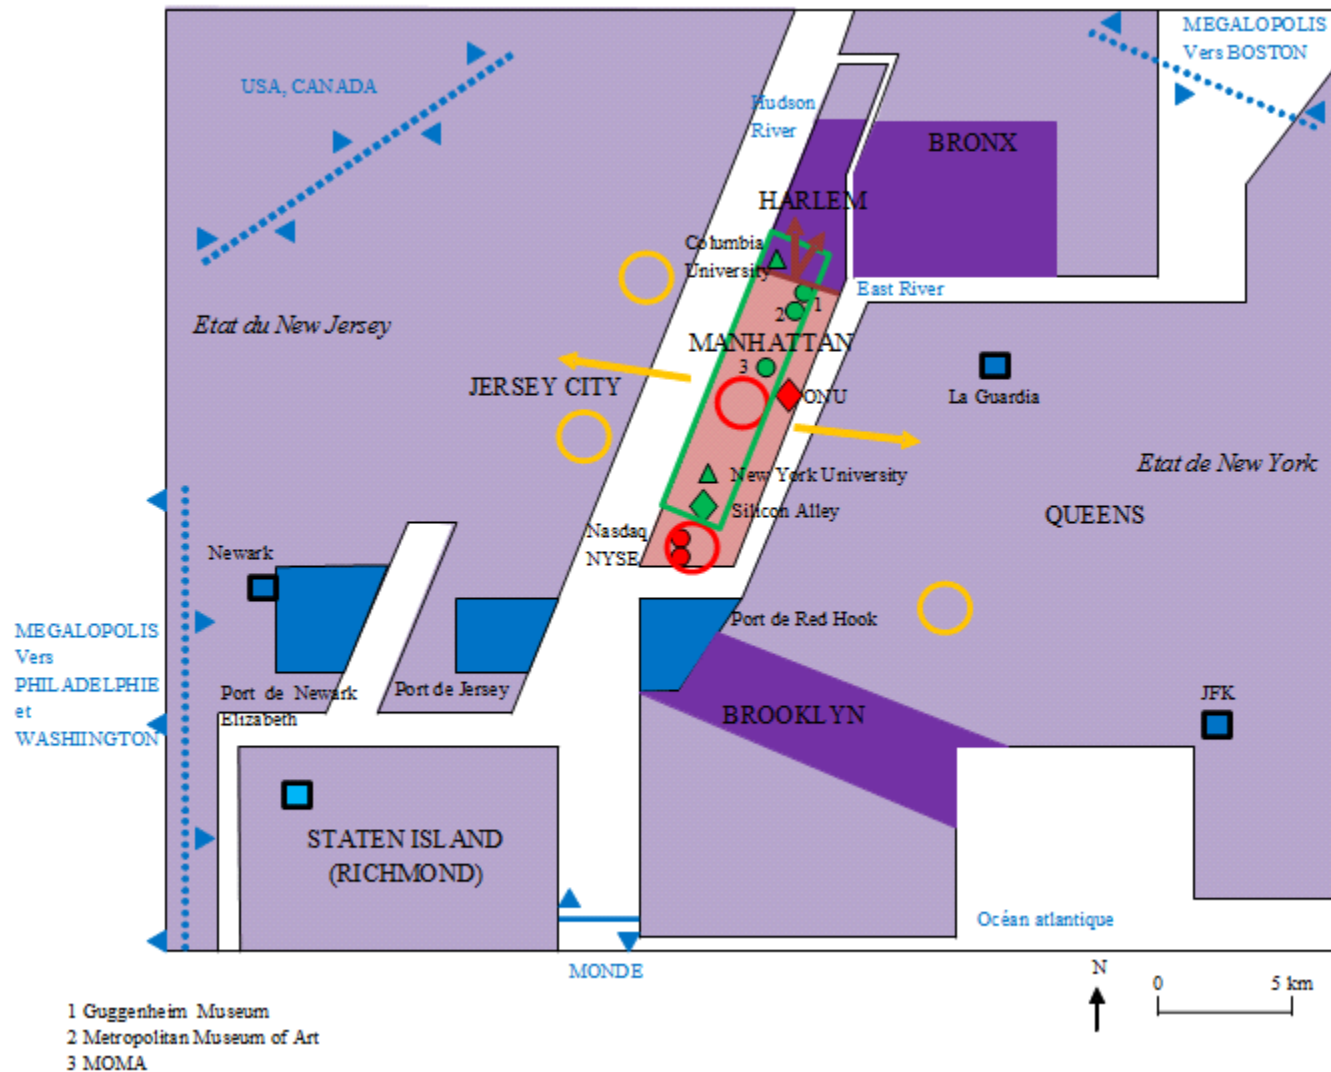 MEGALOPOLIS
Vers BOSTON
USA, CANADA
Hudson
River
BRONX
HARLEM
Columbia
University
East River
1
2
Etat du New Jersey
MANHATTAN
3
JERSEY CITY
ONU
La Guardia
Etat de New York
New York University
Silicon Alley
QUEENS
Nasdaq
NYSE
Newark
MEGALOPOLIS
Vers
PHILADELPHIE
et
WASHIINGTON
Port de Red Hook
Port de Newark
Elizabeth
Port de Jersey
BROOKLYN
JFK
STATEN ISLAND
(RICHMOND)
Océan atlantique
MONDE
N
0 5 km
1 Guggenheim Museum
2 Metropolitan Museum of Art
3 MOMA